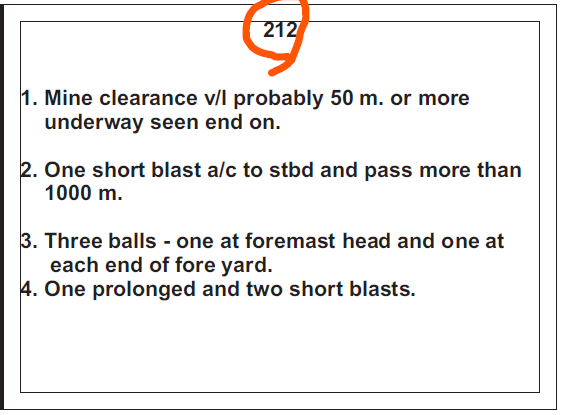 212
1. Mine clearance v/l probably 50 m. or more
underway seen end on.
2. One short blast a/c to stbd and pass more than
1000 m.
3. Three balls - one at foremast head and one at
each end of fore yard.
4. One prolonged and two short blasts.